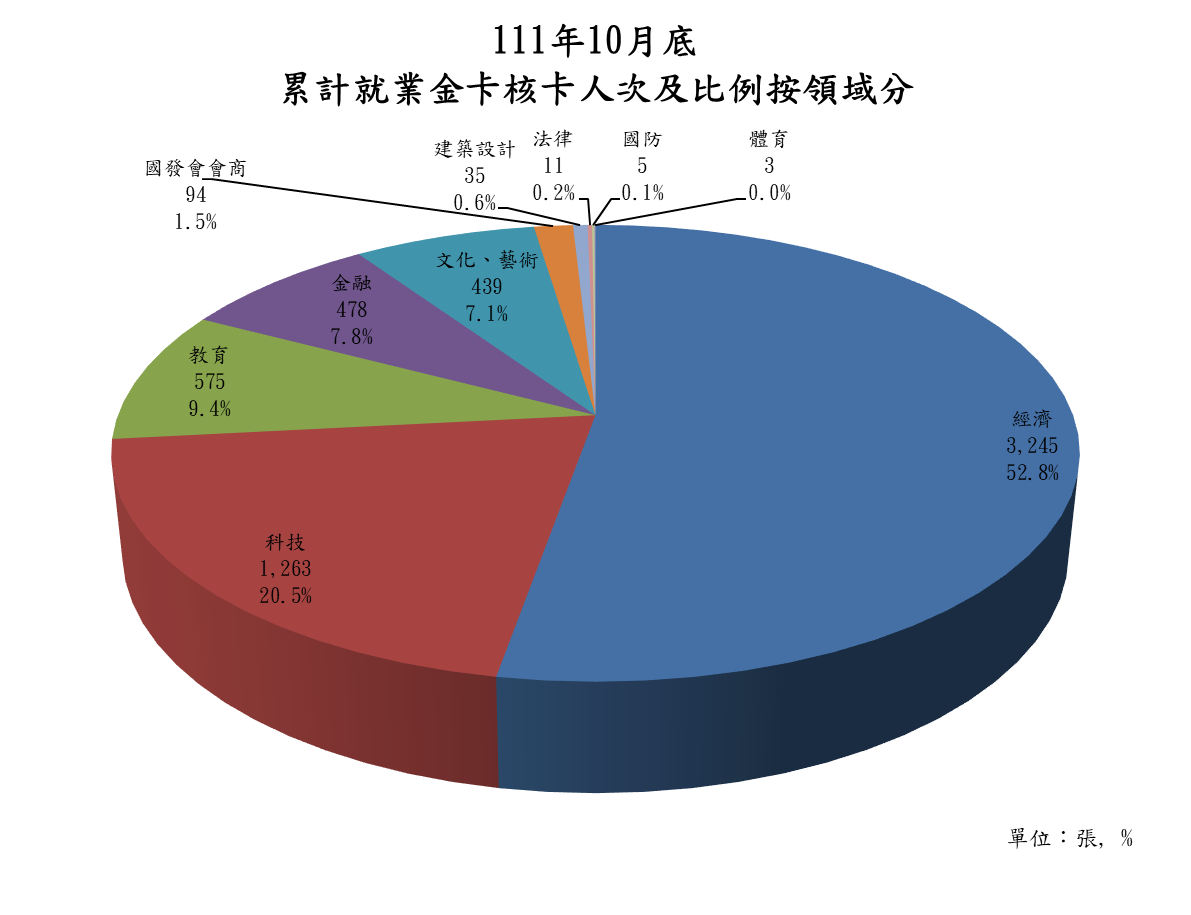 111年10月底
累計就業金卡核卡人次及比例按領域分
國發會會商
94
1.5%
建築設計
35
0.6%
法律
11
0.2%
國防
5
0.1%
體育
3
0.0%
文化、藝術
439
7.1%
金融
478
7.8%
教育
575
9.4%
經濟
3,245
52.8%
科技
1,263
20.5%
單位：張, %